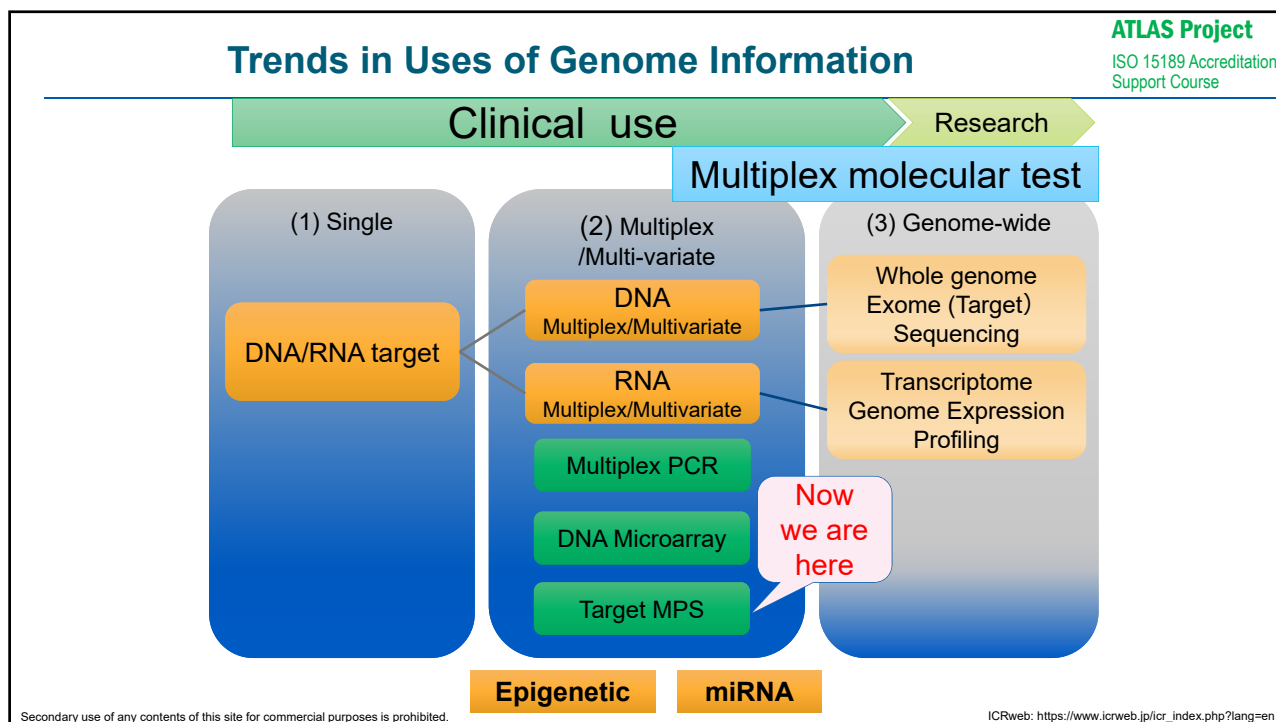 Trends in Uses of Genome Information
ATLAS Project
ISO 15189 Accreditation
Support Course
Clinical use
Research
Multiplex molecular test
(1) Single
(2) Multiplex
/Multi-variate
(3) Genome-wide
DNA/RNA target
DNA
Multiplex/Multivariate
RNA
Multiplex/Multivariate
Multiplex PCR
DNA Microarray
Target MPS
Now
we are
here
Whole genome
Exome (Target）
Sequencing
Transcriptome
Genome Expression
Profiling
Epigenetic
miRNA
Secondary use of any contents of this site for commercial purposes is prohibited.
ICRweb: https://www.icrweb.jp/icr_index.php?lang=en